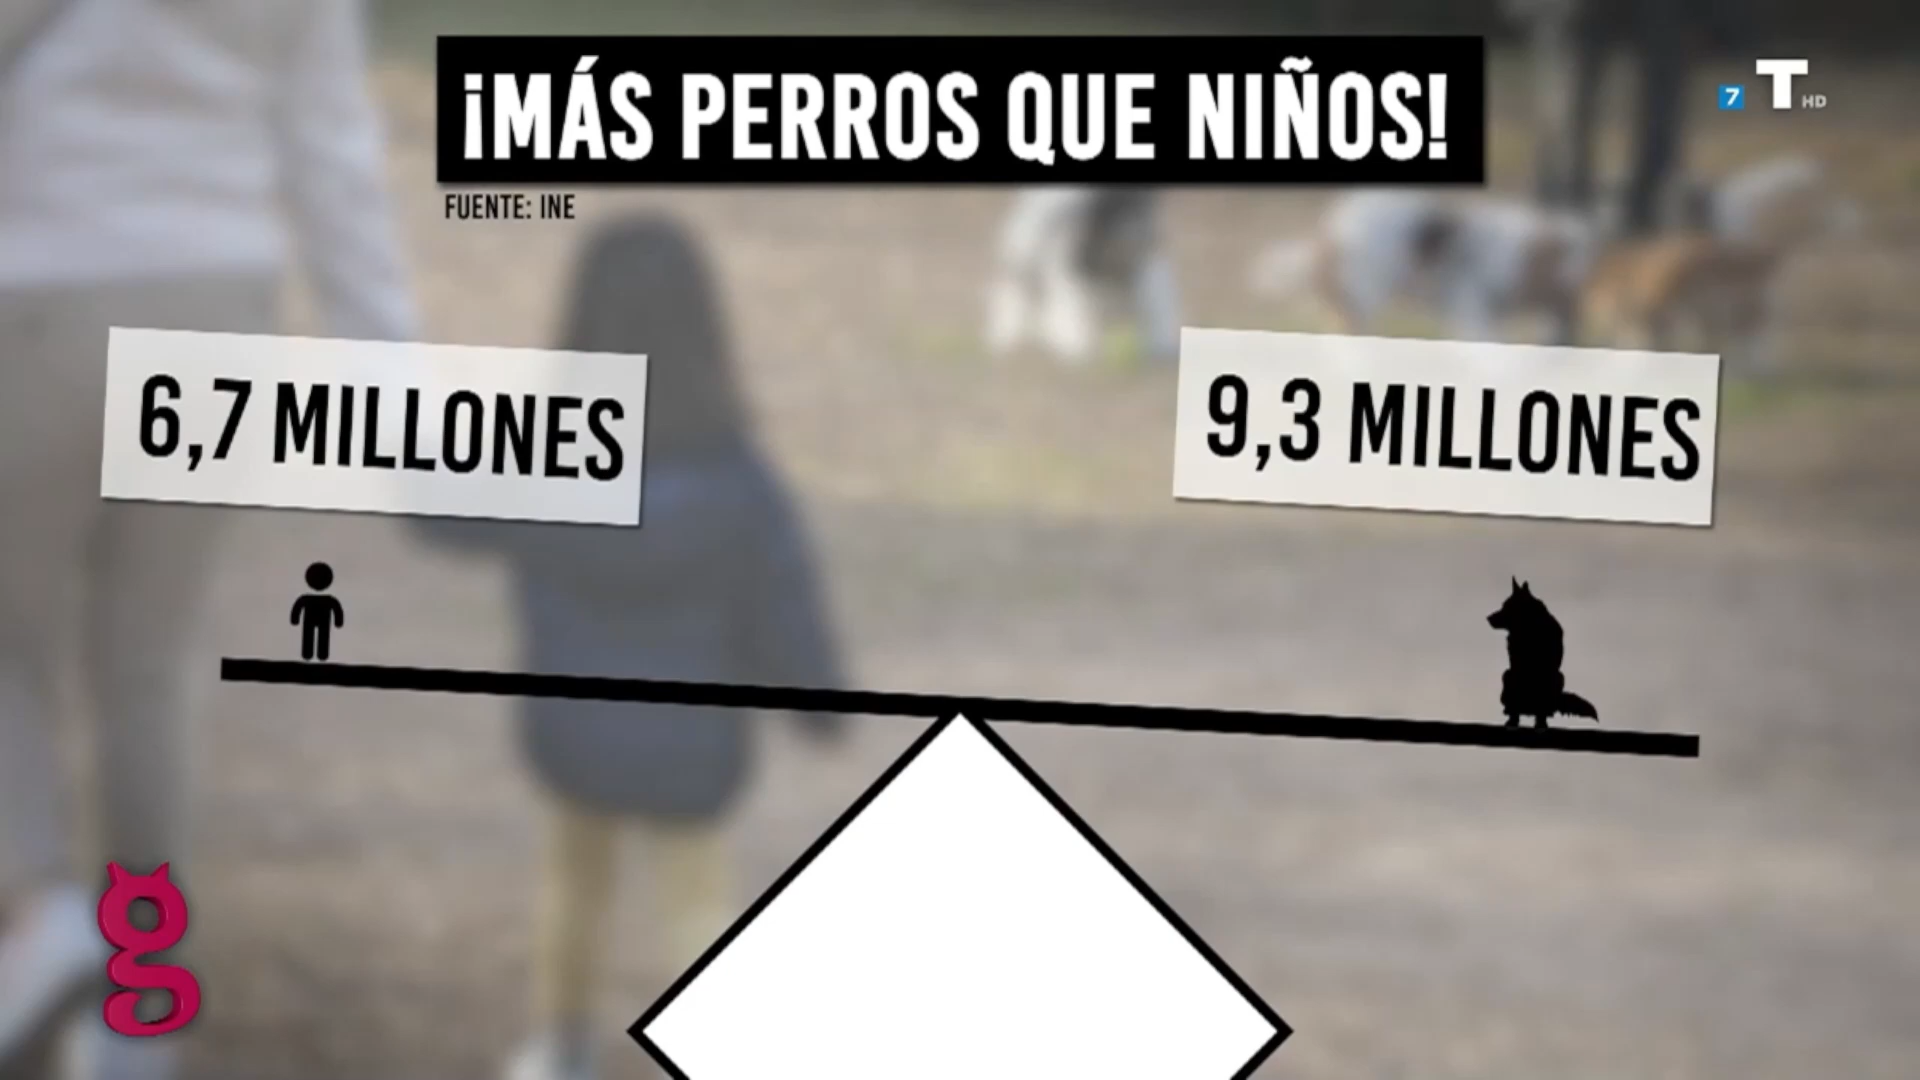 ¡MÁS PERROS QUE NIÑOS!
7 T HD
FUENTE: INE
6,7 MILLONES
9,3 MILLONES
g